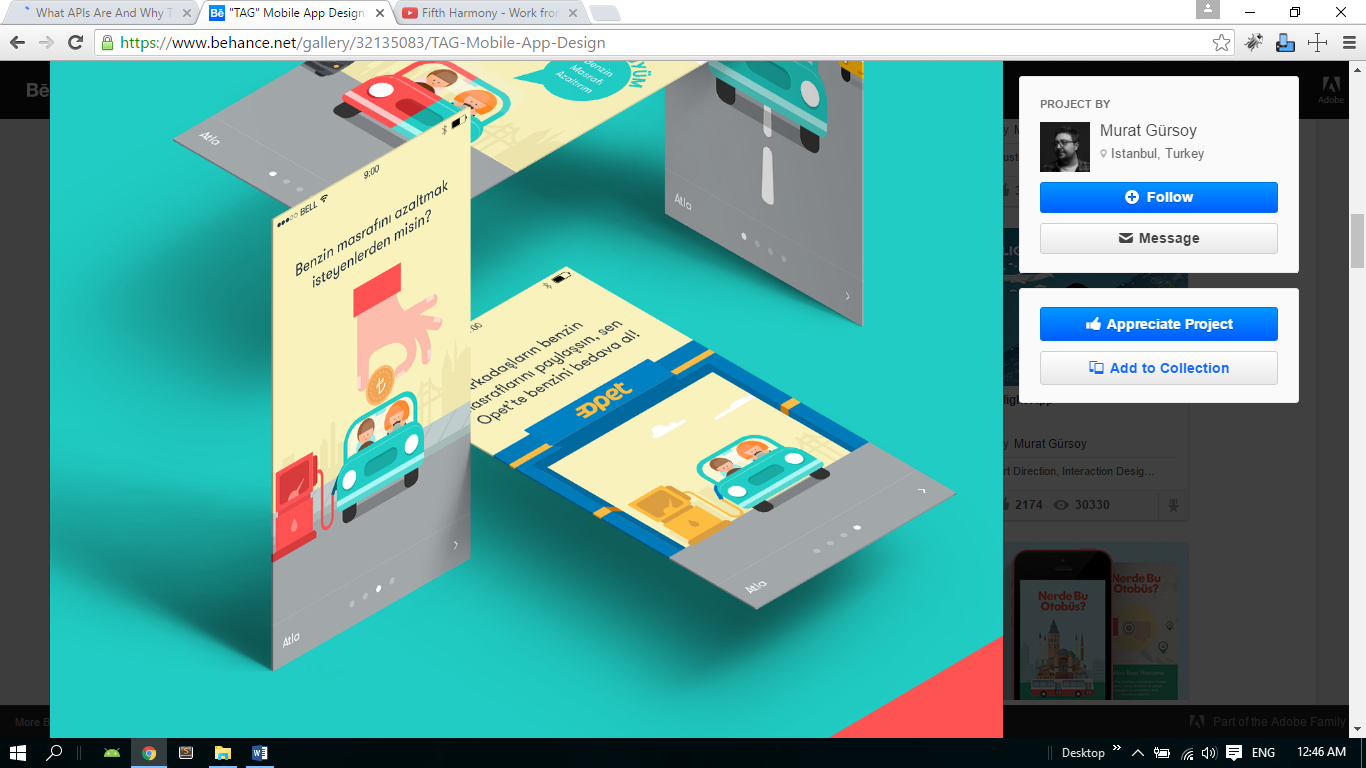 What APIs Are And Why T
"TAG" Mobile App Design
Fifth Harmony - Work from
https://www.behance.net/gallery/32135083/TAG-Mobile-App-Design
Bē
Adobe
PROJECT BY
Murat Gürsoy
Istanbul, Turkey
Follow
Message
Appreciate Project
Add to Collection
Benzin
Masrafı
Azaltırım
Atla
Atla
BELL
9:00
Benzin masrafını azaltmak
isteyenlerden misin?
Atla
:00
rkadaşların benzin
masraflarını paylaşsın, sen
Opet'te benzini bedava al!
opet
Atla
y Murat Gürsoy
rt Direction, Interaction Desig…
2174
30330
Nerde Bu
Otobüs?
Nerde Bu
Otobüs?
More B
Part of the Adobe Family
Desktop
ENG
12:46 AM